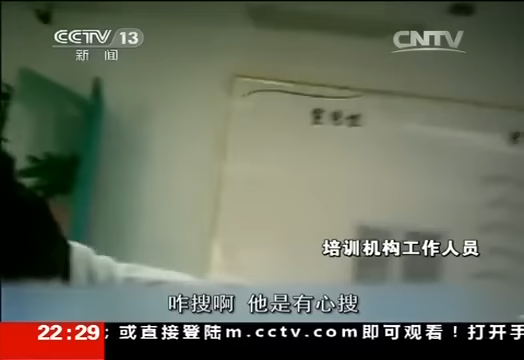 CCTV 13
新闻
CNTV
培训机构工作人员
咋搜啊 他是有心搜
22:29
; 或直接登陆m.cctv.com即可观看！打开手